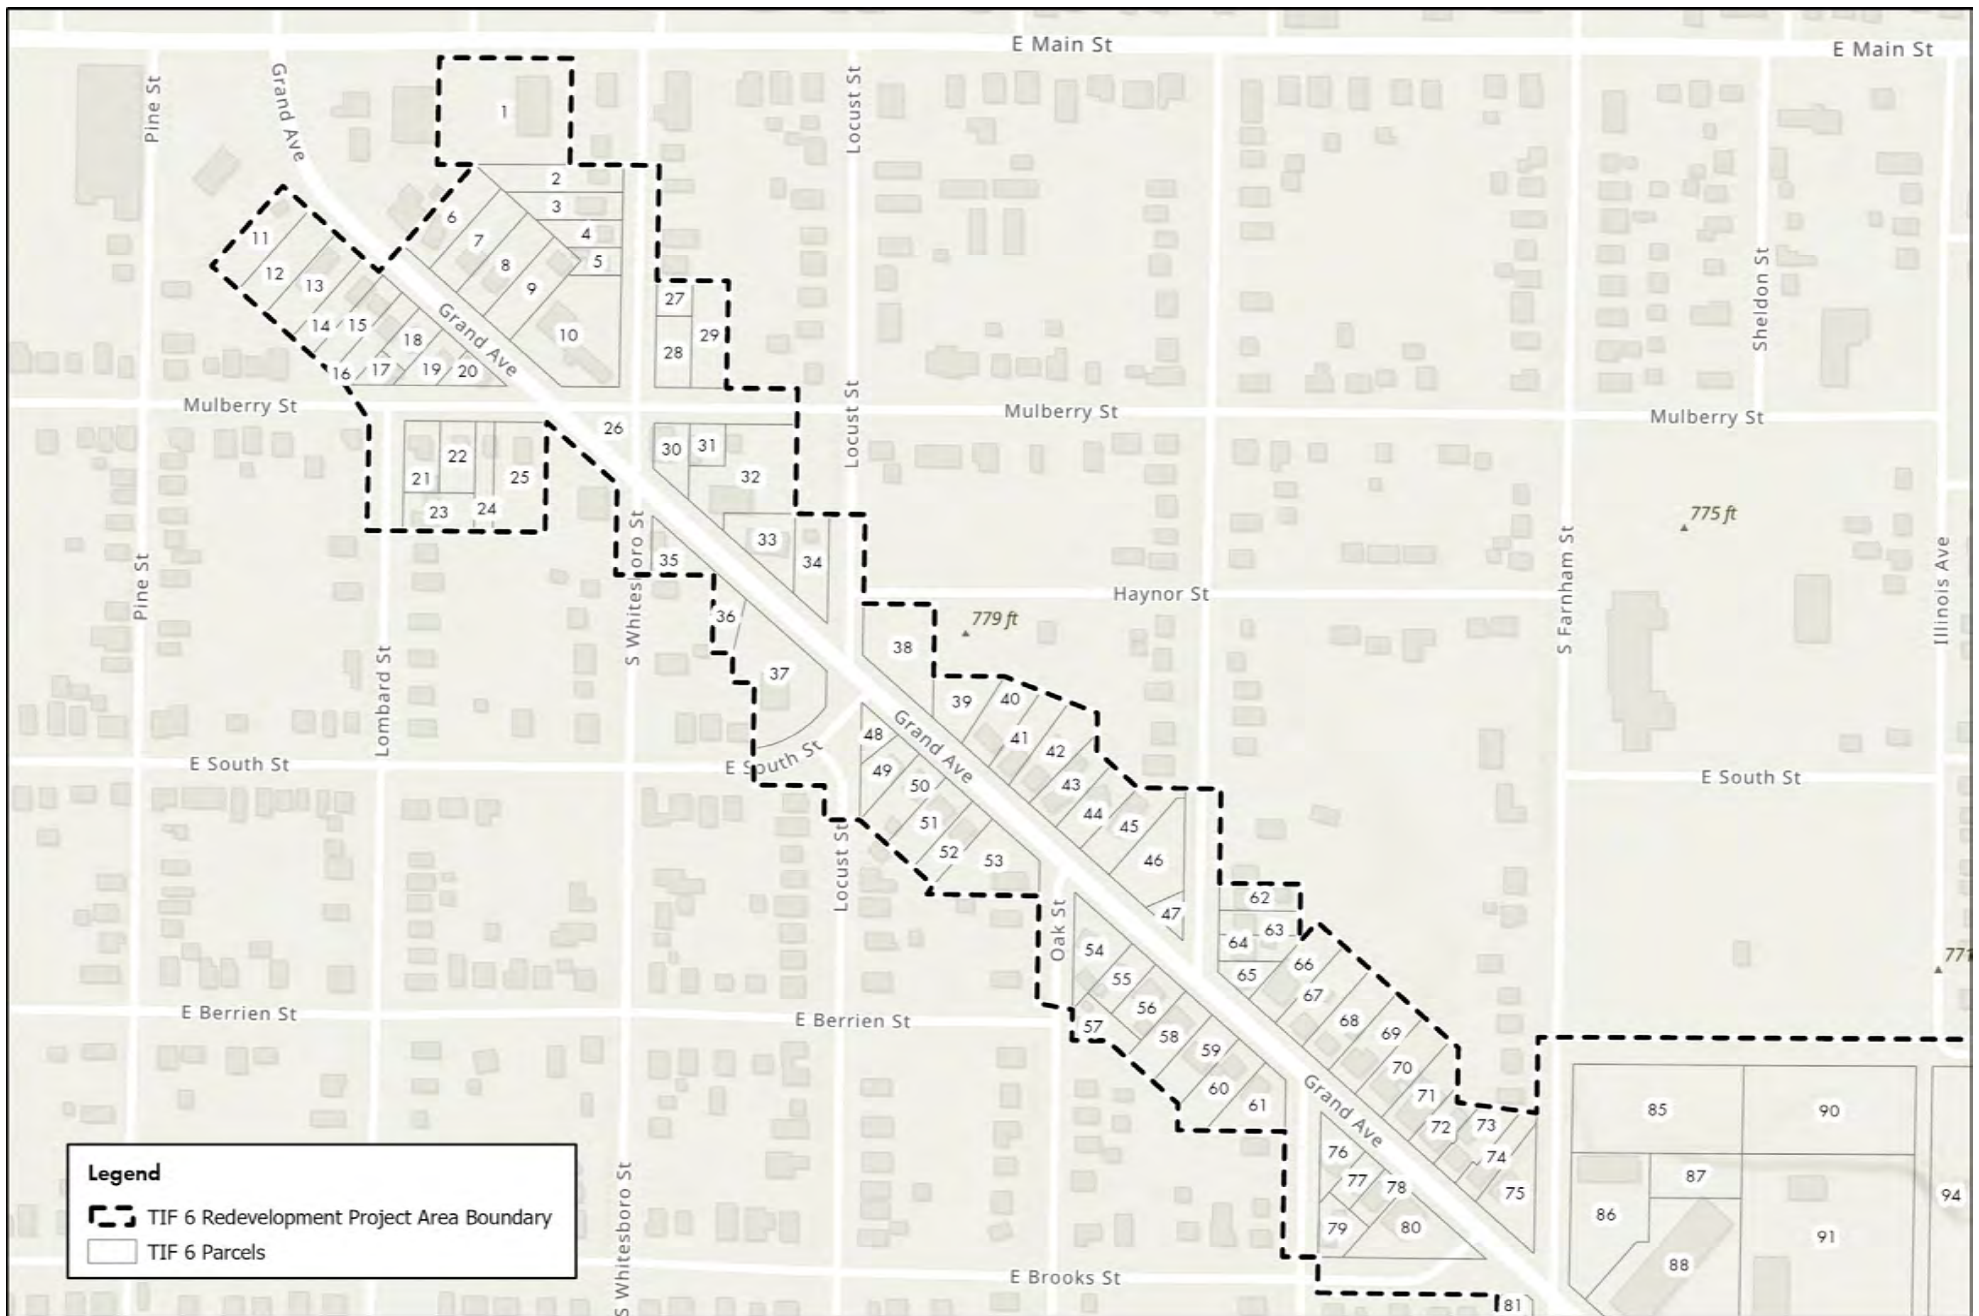 E Main St
E Main St
Pine St
Grand Ave
Locust St
1
2
3
4
5
6
7
8
9
10
11
12
13
14
15
16
17
18
19
20
Grand Ave
27
28
29
Sheldon St
Mulberry St
Locust St
Mulberry St
Mulberry St
26
21
22
23
24
25
30
31
32
33
34
35
36
37
38
S Whitesboro St
775 ft
Pine St
Haynor St
779 ft
S Farnham St
Illinois Ave
Lombard St
39
40
41
42
43
44
45
46
47
Grand Ave
E South St
E South St
E South St
48
49
50
51
52
53
Locust St
Oak St
54
55
56
57
58
59
60
61
62
63
64
65
66
67
68
69
70
71
72
73
74
75
E Berrien St
E Berrien St
771
Grand Ave
76
77
78
79
80
81
85
86
87
88
90
91
94
S Whitesboro St
E Brooks St
Legend
TIF 6 Redevelopment Project Area Boundary
TIF 6 Parcels